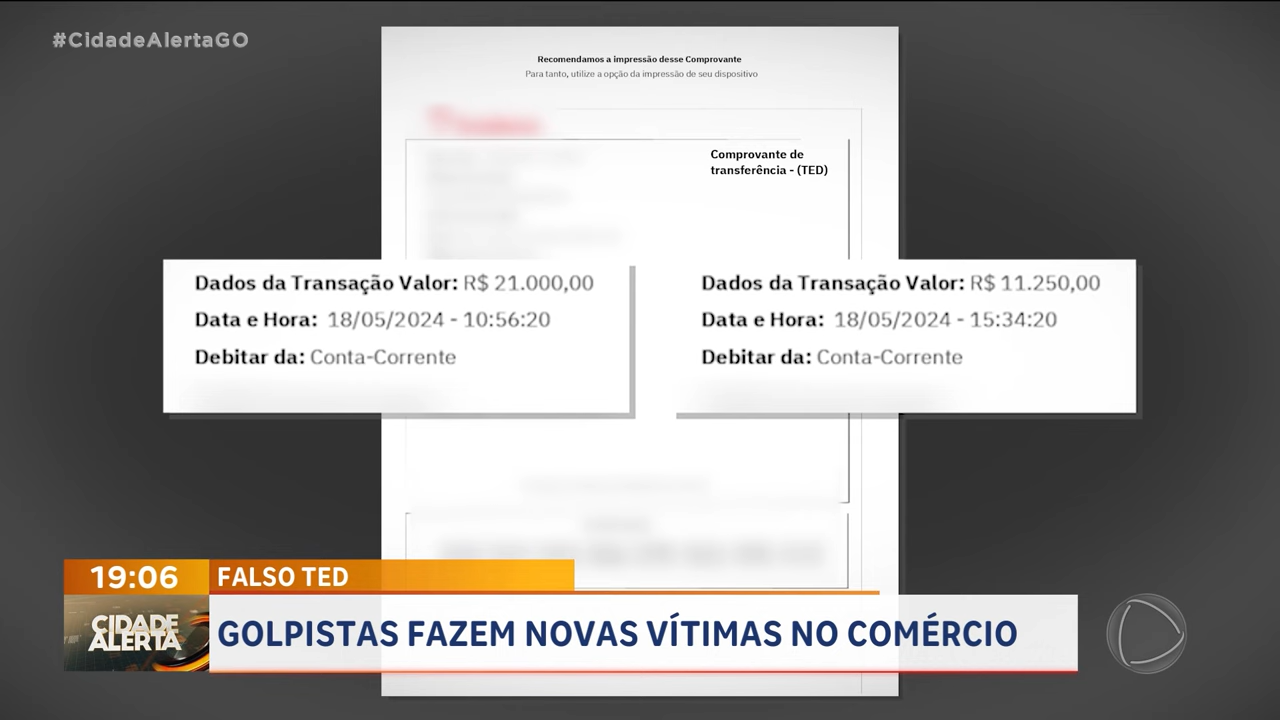 #CidadeAlertaGO
Recomendamos a impressão desse Comprovante
Para tanto, utilize a opção da impressão de seu dispositivo
Comprovante de
transferência - (TED)
Dados da Transação Valor: R$ 21.000,00
Data e Hora: 18/05/2024 - 10:56:20
Debitar da: Conta-Corrente
Dados da Transação Valor: R$ 11.250,00
Data e Hora: 18/05/2024 - 15:34:20
Debitar da: Conta-Corrente
19:06
FALSO TED
CIDADE
ALERTA
GOLPISTAS FAZEM NOVAS VÍTIMAS NO COMÉRCIO